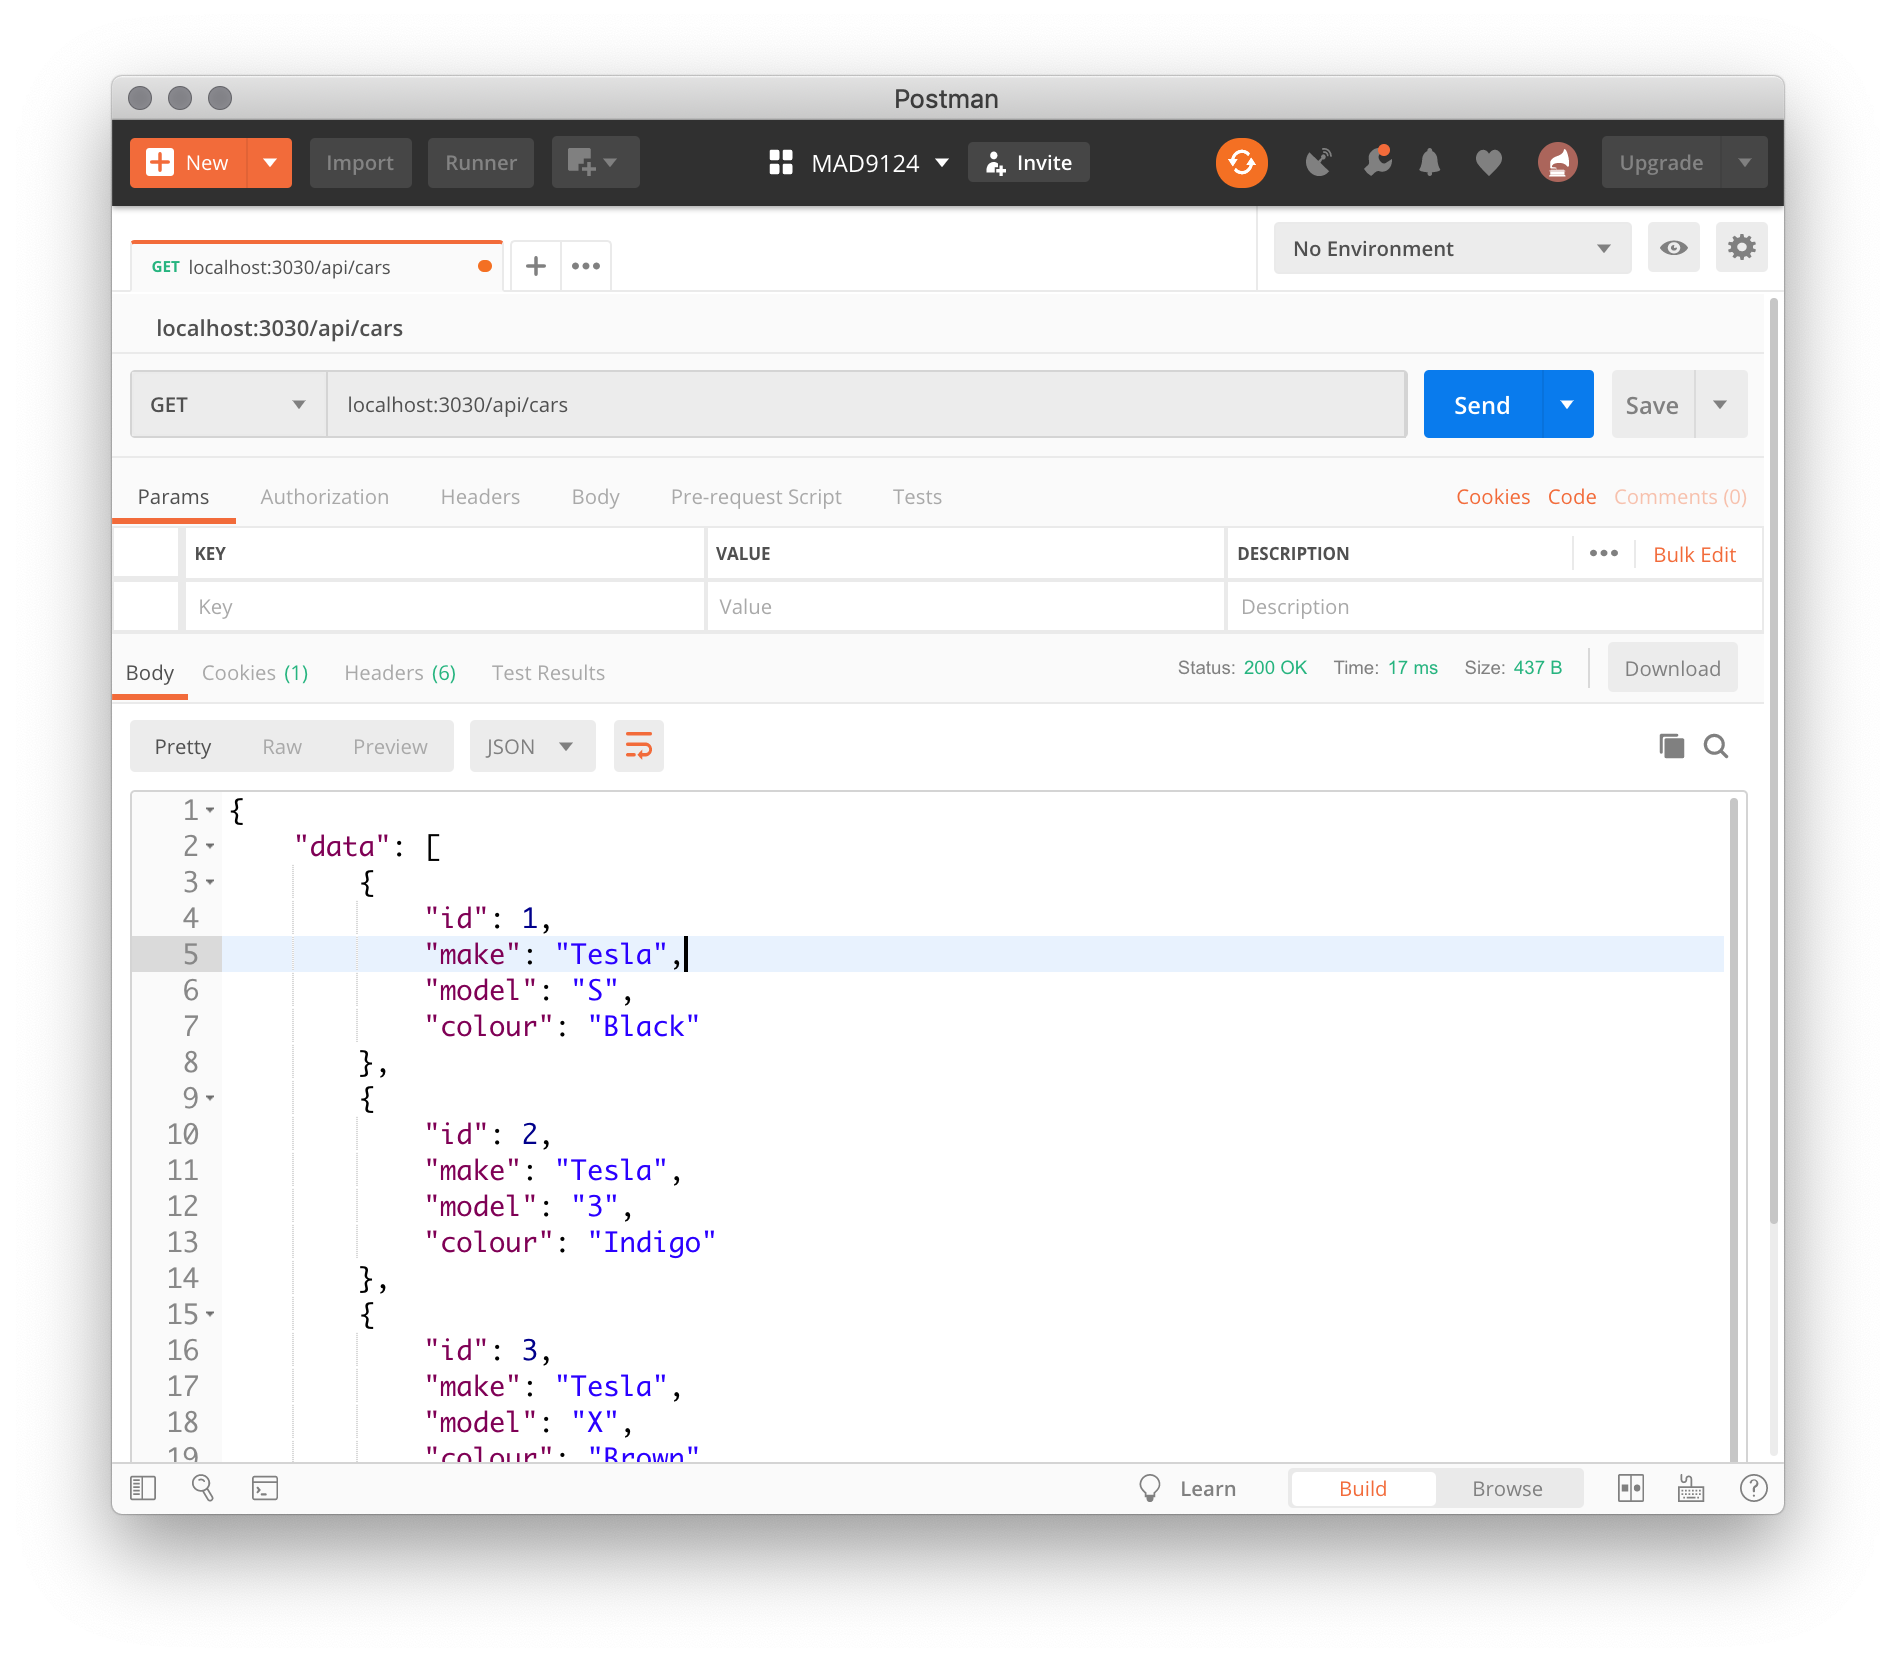 Postman
New Import Runner MAD9124 Invite Upgrade
GET localhost:3030/api/cars No Environment
localhost:3030/api/cars
GET localhost:3030/api/cars Send Save
Params Authorization Headers Body Pre-request Script Tests Cookies Code Comments (0)
KEY VALUE DESCRIPTION Bulk Edit
Key Value Description
Body Cookies (1) Headers (6) Test Results Status: 200 OK Time: 17 ms Size: 437 B Download
Pretty Raw Preview JSON
1 {
2 "data": [
3 {
4 "id": 1,
5 "make": "Tesla",
6 "model": "S",
7 "colour": "Black"
8 },
9 {
10 "id": 2,
11 "make": "Tesla",
12 "model": "3",
13 "colour": "Indigo"
14 },
15 {
16 "id": 3,
17 "make": "Tesla",
18 "model": "X",
19 "colour": "Brown"
Learn Build Browse